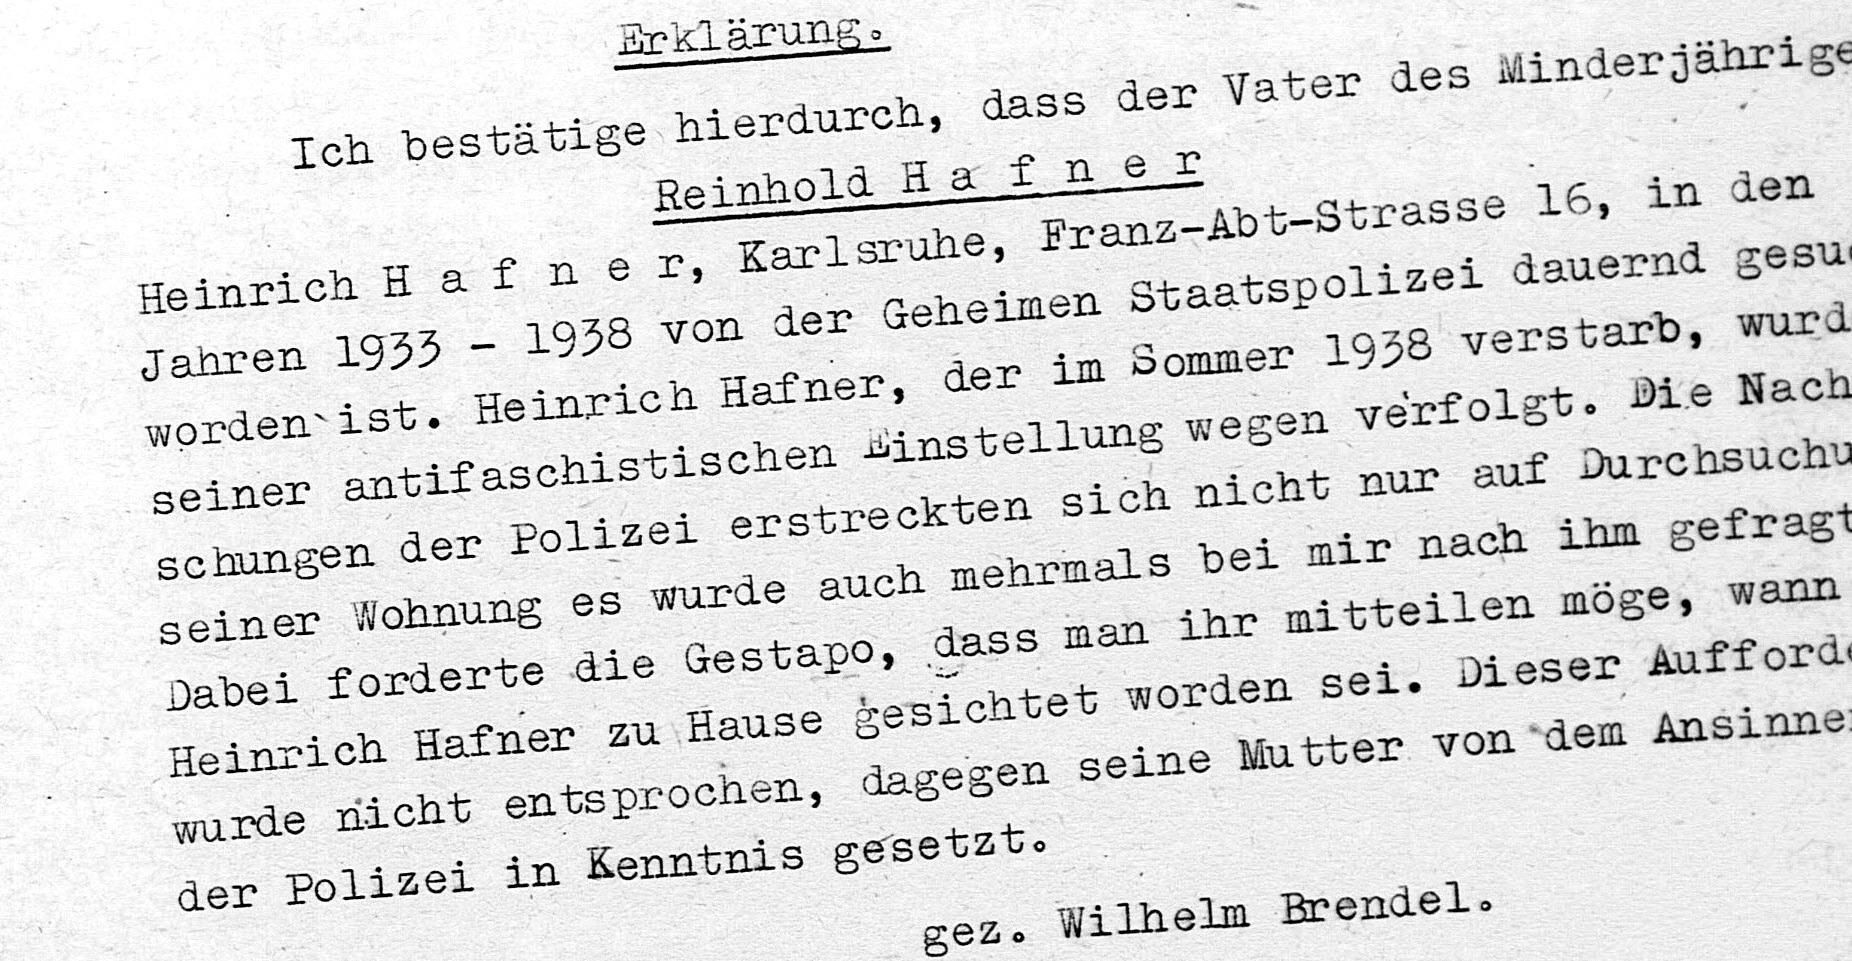 Erklärung.
Ich bestätige hierdurch, dass der Vater des Minderjährige
Reinhold H a f n e r
Heinrich H a f n e r, Karlsruhe, Franz-Abt-Strasse 16, in den
Jahren 1933 - 1938 von der Geheimen Staatspolizei dauernd gesuc
worden ist. Heinrich Hafner, der im Sommer 1938 verstarb, wurd
seiner antifaschistischen Einstellung wegen verfolgt. Die Nach
schungen der Polizei erstreckten sich nicht nur auf Durchsuchu
seiner Wohnung es wurde auch mehrmals bei mir nach ihm gefragt
Dabei forderte die Gestapo, dass man ihr mitteilen möge, wann
Heinrich Hafner zu Hause gesichtet worden sei. Dieser Aufforde
wurde nicht entsprochen, dagegen seine Mutter von dem Ansinnen
der Polizei in Kenntnis gesetzt.
gez. Wilhelm Brendel.